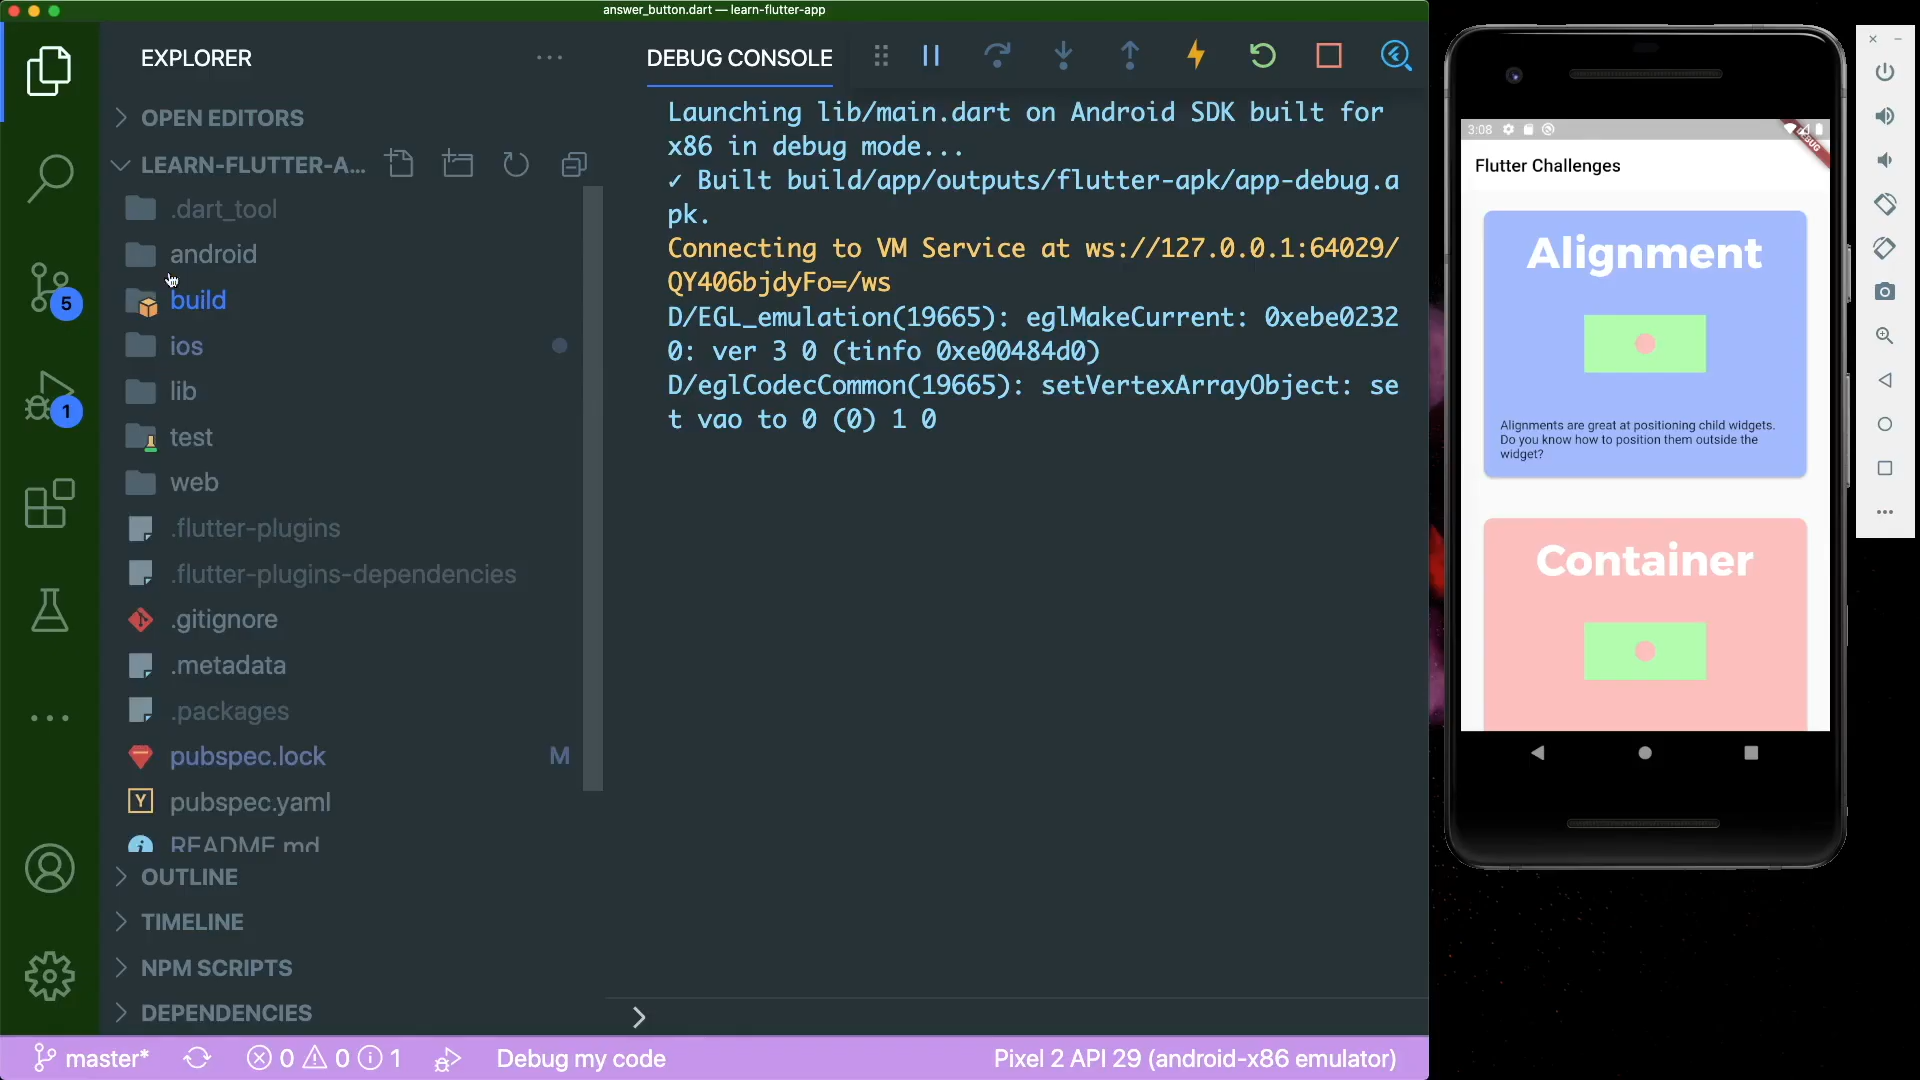 answer_button.dart — learn-flutter-app
EXPLORER
OPEN EDITORS
LEARN-FLUTTER-A...
.dart_tool
android
build
ios
lib
test
web
.flutter-plugins
.flutter-plugins-dependencies
.gitignore
.metadata
.packages
pubspec.lock M
pubspec.yaml
README.md
OUTLINE
TIMELINE
NPM SCRIPTS
DEPENDENCIES
5
1
DEBUG CONSOLE
Launching lib/main.dart on Android SDK built for
x86 in debug mode...
✓ Built build/app/outputs/flutter-apk/app-debug.a
pk.
Connecting to VM Service at ws://127.0.0.1:64029/
QY406bjdyFo=/ws
D/EGL_emulation(19665): eglMakeCurrent: 0xebe0232
0: ver 3 0 (tinfo 0xe00484d0)
D/eglCodecCommon(19665): setVertexArrayObject: se
t vao to 0 (0) 1 0
master* 0 0 1 Debug my code Pixel 2 API 29 (android-x86 emulator)
3:08
DEBUG
Flutter Challenges
Alignment
Alignments are great at positioning child widgets.
Do you know how to position them outside the
widget?
Container